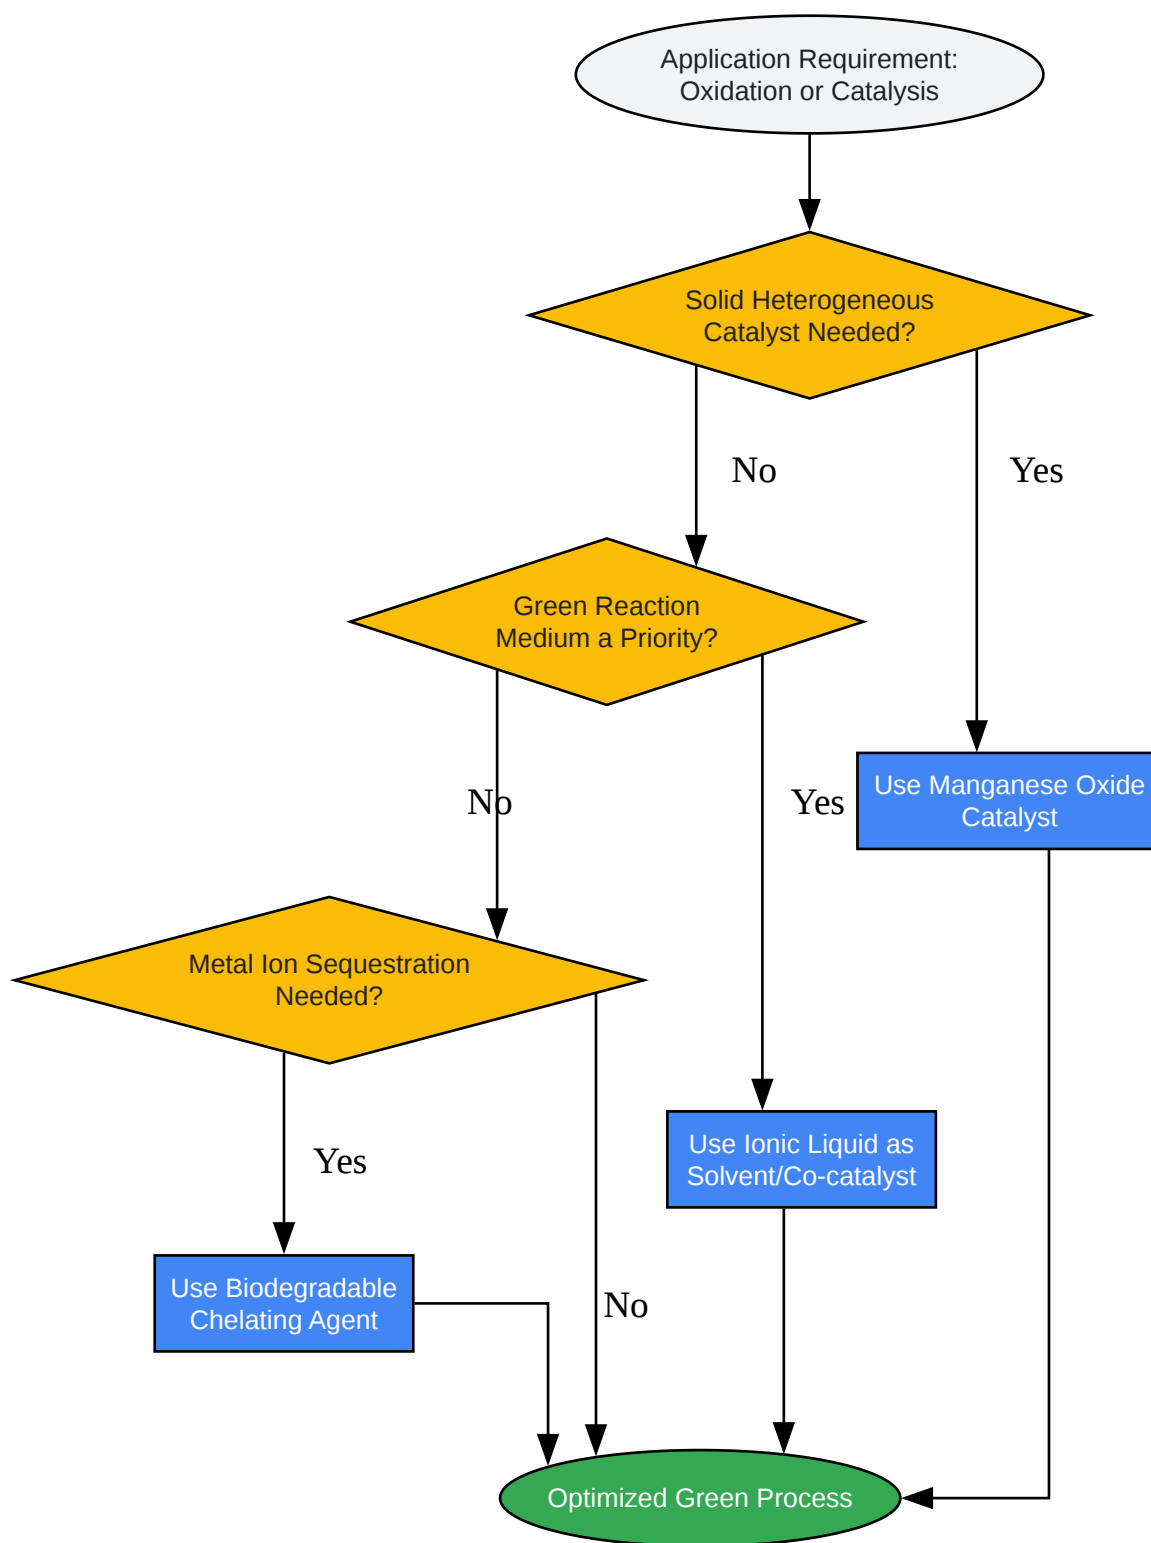 Application Requirement:
Oxidation or Catalysis
Solid Heterogeneous
Catalyst Needed?
No
Yes
Green Reaction
Medium a Priority?
Use Manganese Oxide
Catalyst
No
Yes
Metal Ion Sequestration
Needed?
Use Ionic Liquid as
Solvent/Co-catalyst
Yes
Use Biodegradable
Chelating Agent
No
Optimized Green Process